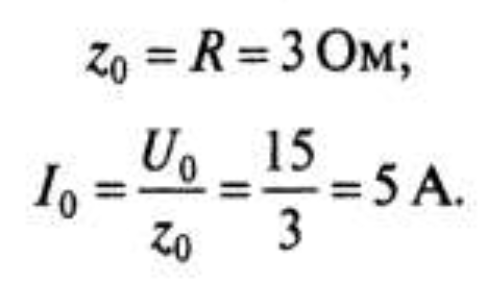 z₀ = R = 3 Ом;
I₀ = U₀/z₀ = 15/3 = 5 А.